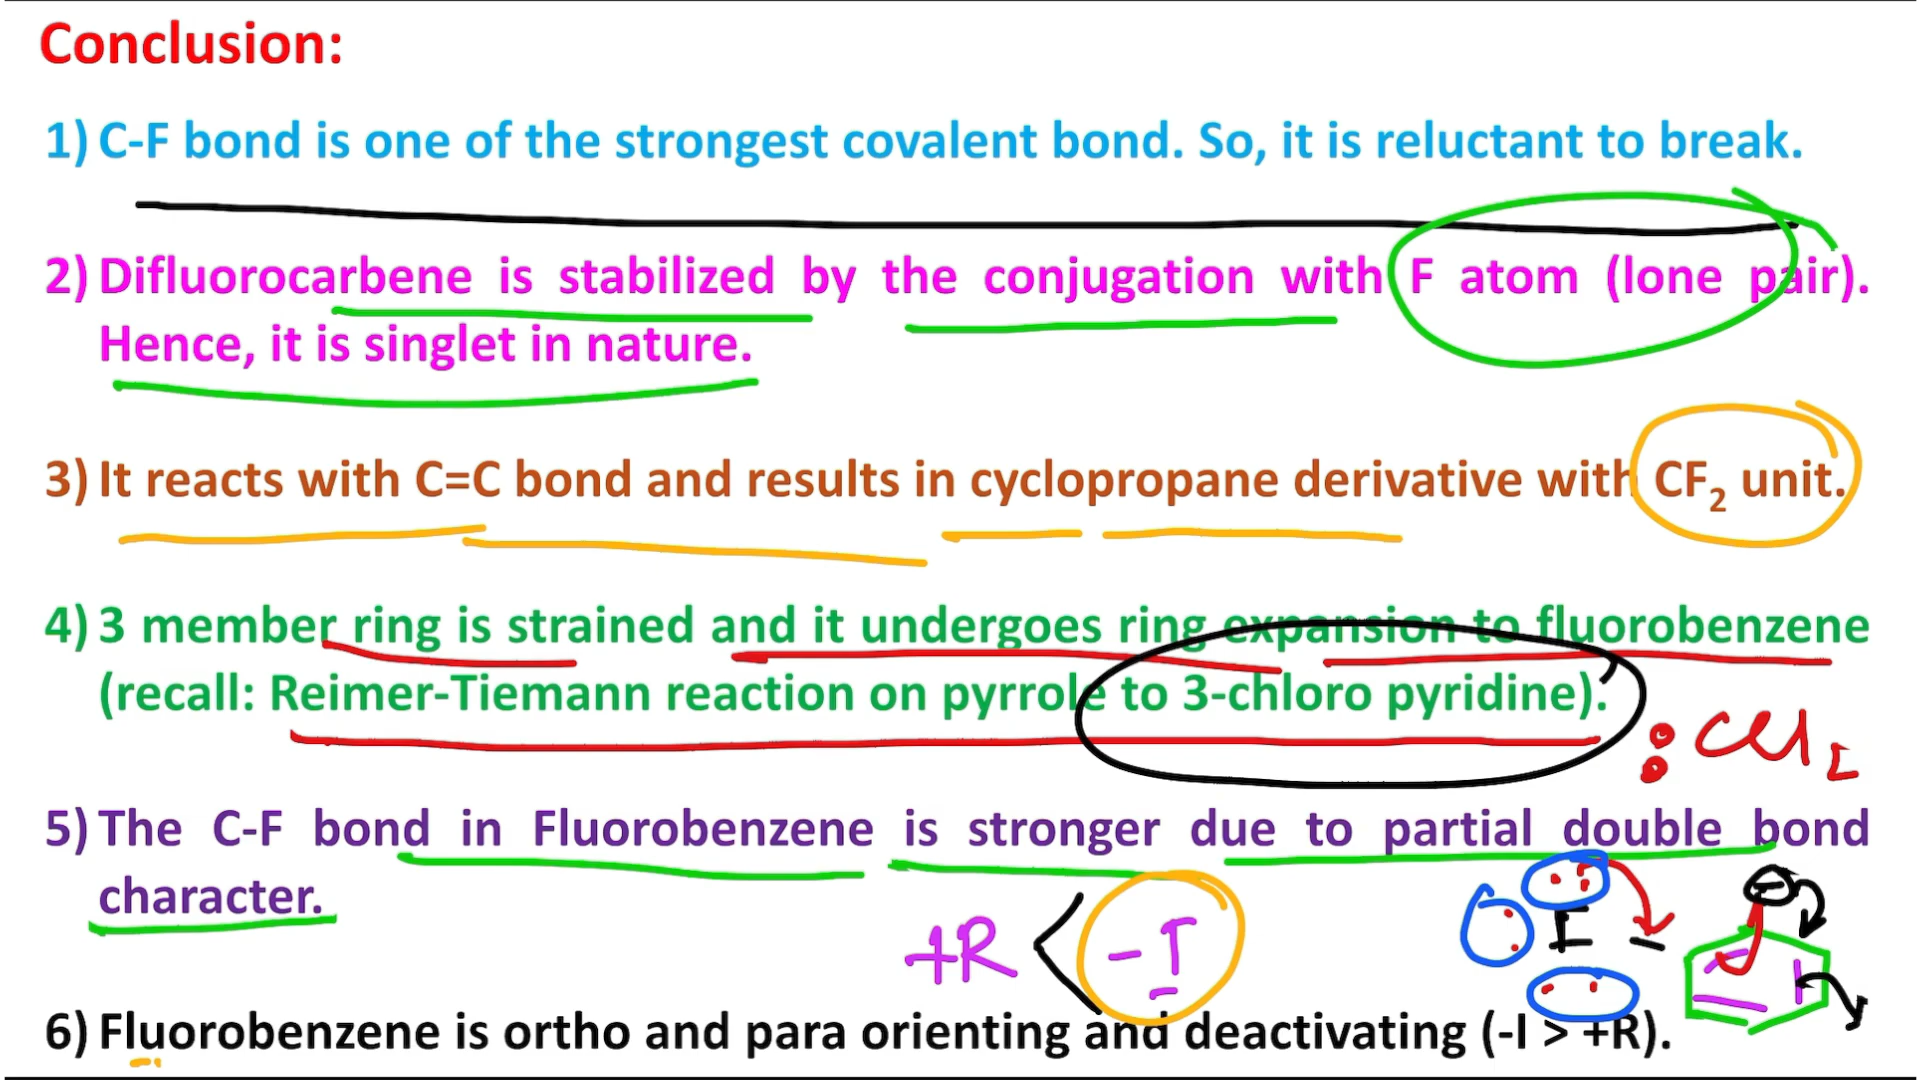 Conclusion:
1) C-F bond is one of the strongest covalent bond. So, it is reluctant to break.
2) Difluorocarbene is stabilized by the conjugation with F atom (lone pair).
Hence, it is singlet in nature.
3) It reacts with C=C bond and results in cyclopropane derivative with CF₂ unit.
4) 3 member ring is strained and it undergoes ring expansion to fluorobenzene
(recall: Reimer-Tiemann reaction on pyrrole to 3-chloro pyridine).
5) The C-F bond in Fluorobenzene is stronger due to partial double bond
character.
+R < -I
6) Fluorobenzene is ortho and para orienting and deactivating (-I > +R).